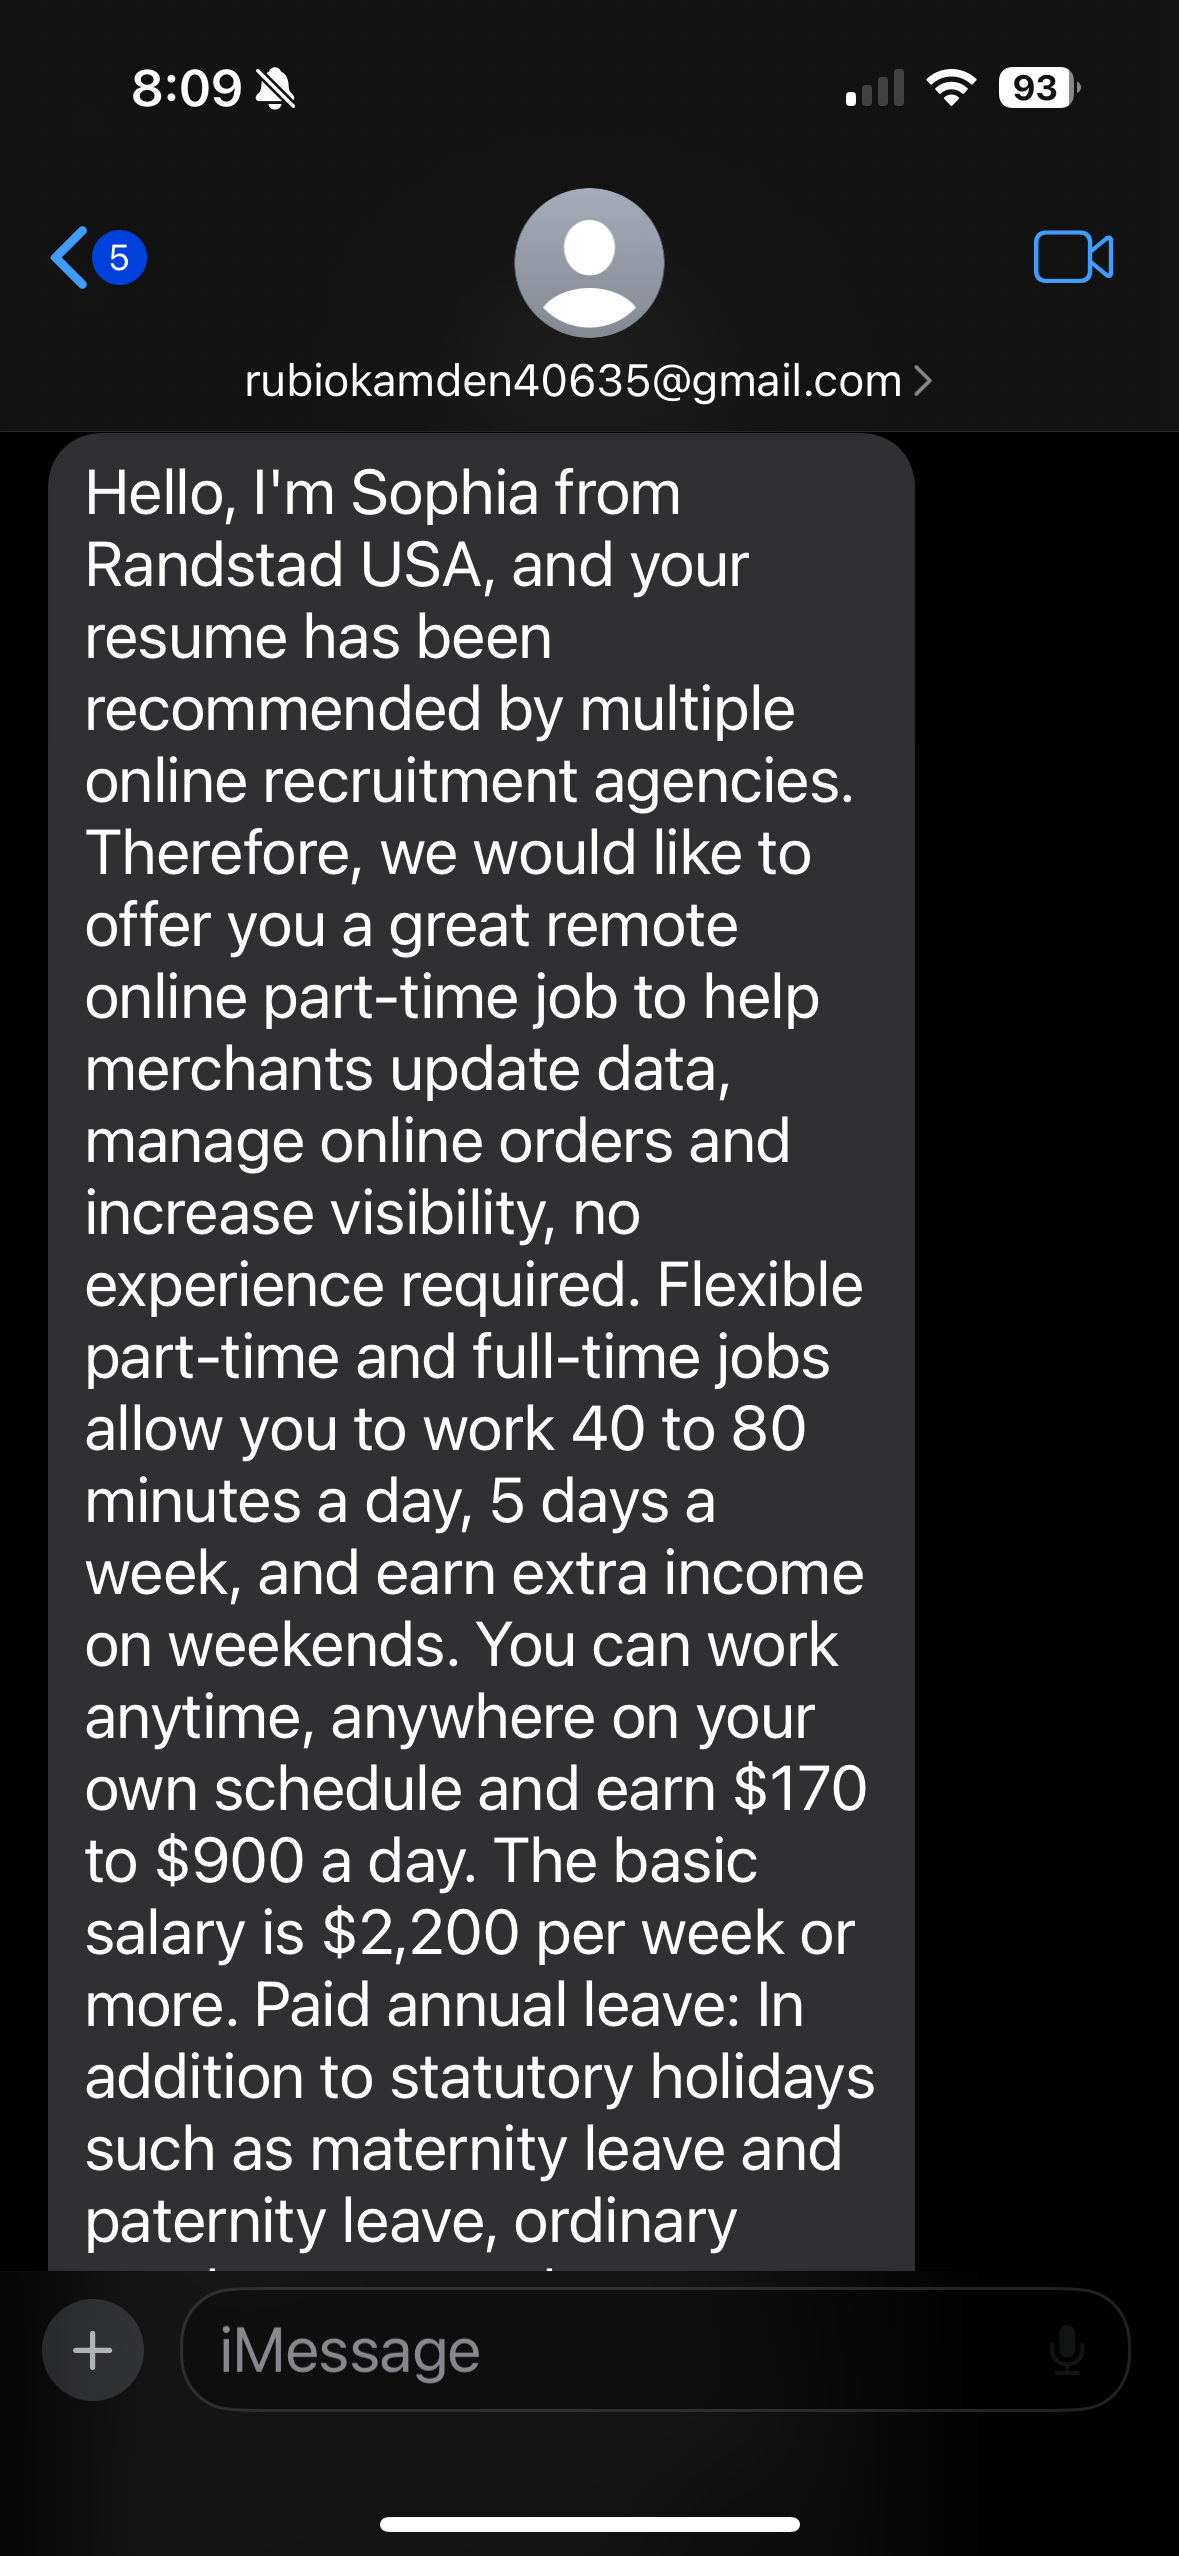 8:09
93
5
rubiokamden40635@gmail.com
Hello, I'm Sophia from
Randstad USA, and your
resume has been
recommended by multiple
online recruitment agencies.
Therefore, we would like to
offer you a great remote
online part-time job to help
merchants update data,
manage online orders and
increase visibility, no
experience required. Flexible
part-time and full-time jobs
allow you to work 40 to 80
minutes a day, 5 days a
week, and earn extra income
on weekends. You can work
anytime, anywhere on your
own schedule and earn $170
to $900 a day. The basic
salary is $2,200 per week or
more. Paid annual leave: In
addition to statutory holidays
such as maternity leave and
paternity leave, ordinary
iMessage